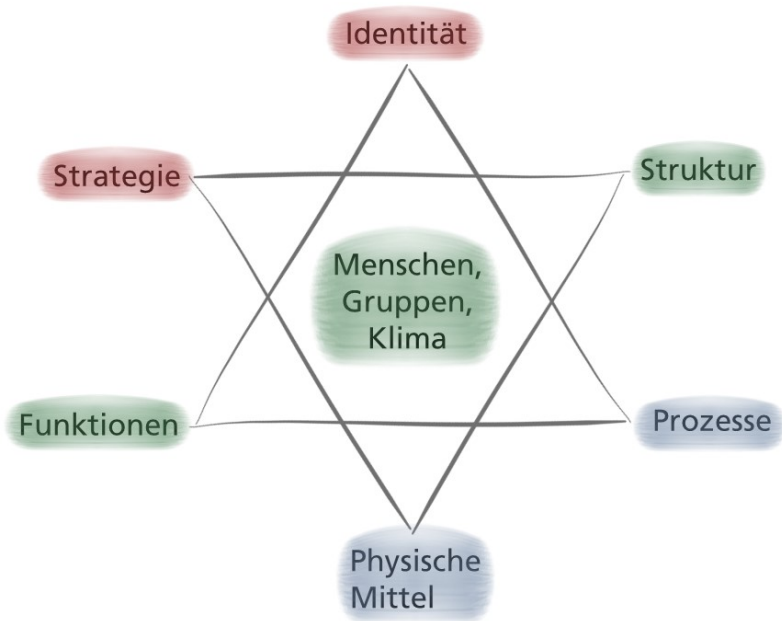 Identität
Strategie
Struktur
Menschen,
Gruppen,
Klima
Funktionen
Prozesse
Physische
Mittel